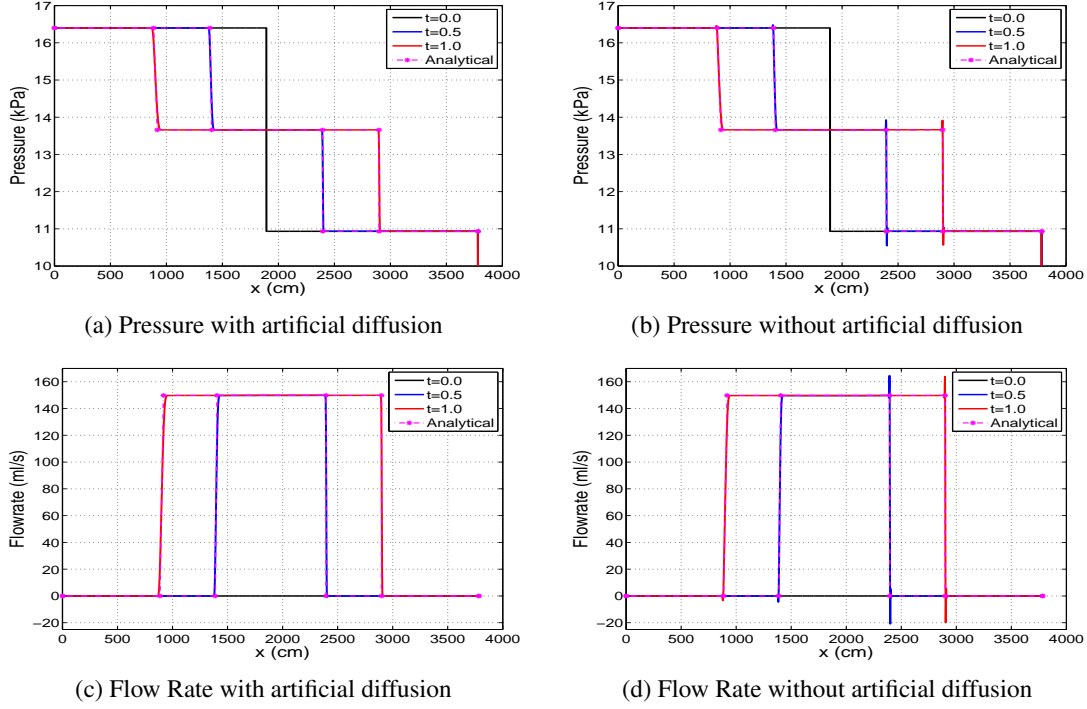 17
16
15
14
13
12
11
10
Pressure (kPa)
t=0.0
t=0.5
t=1.0
Analytical
0 500 1000 1500 2000 2500 3000 3500 4000
x (cm)
(a) Pressure with artificial diffusion
17
16
15
14
13
12
11
10
Pressure (kPa)
t=0.0
t=0.5
t=1.0
Analytical
0 500 1000 1500 2000 2500 3000 3500 4000
x (cm)
(b) Pressure without artificial diffusion
160
140
120
100
80
60
40
20
0
−20
Flowrate (ml/s)
t=0.0
t=0.5
t=1.0
Analytical
0 500 1000 1500 2000 2500 3000 3500 4000
x (cm)
(c) Flow Rate with artificial diffusion
160
140
120
100
80
60
40
20
0
−20
Flowrate (ml/s)
t=0.0
t=0.5
t=1.0
Analytical
0 500 1000 1500 2000 2500 3000 3500 4000
x (cm)
(d) Flow Rate without artificial diffusion